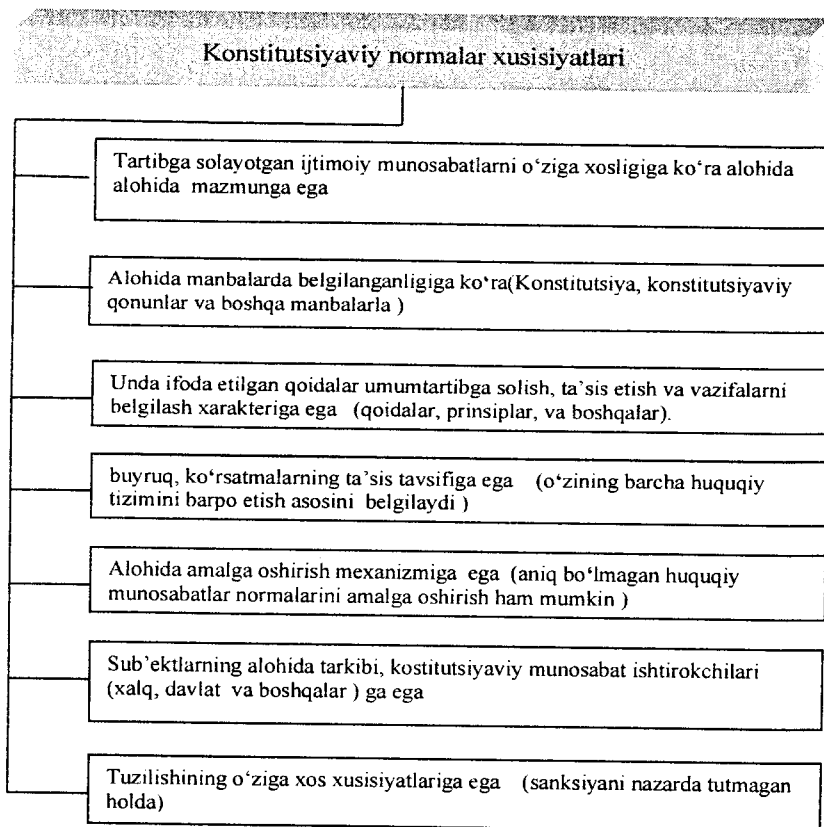 Konstitutsiyaviy normalar xusisiyatlari
Tartibga solayotgan ijtimoiy munosabatlarni o‘ziga xosligiga ko‘ra alohida
alohida mazmunga ega
Alohida manbalarda belgilanganligiga ko‘ra(Konstitutsiya, konstitutsiyaviy
qonunlar va boshqa manbalarla )
Unda ifoda etilgan qoidalar umumtartibga solish, ta’sis etish va vazifalarni
belgilash xarakteriga ega (qoidalar, prinsiplar, va boshqalar).
buyruq, ko‘rsatmalarning ta’sis tavsifiga ega (o‘zining barcha huquqiy
tizimini barpo etish asosini belgilaydi )
Alohida amalga oshirish mexanizmiga ega (aniq bo‘lmagan huquqiy
munosabatlar normalarini amalga oshirish ham mumkin )
Sub’ektlarning alohida tarkibi, kostitutsiyaviy munosabat ishtirokchilari
(xalq, davlat va boshqalar ) ga ega
Tuzilishining o‘ziga xos xusisiyatlariga ega (sanksiyani nazarda tutmagan
holda)